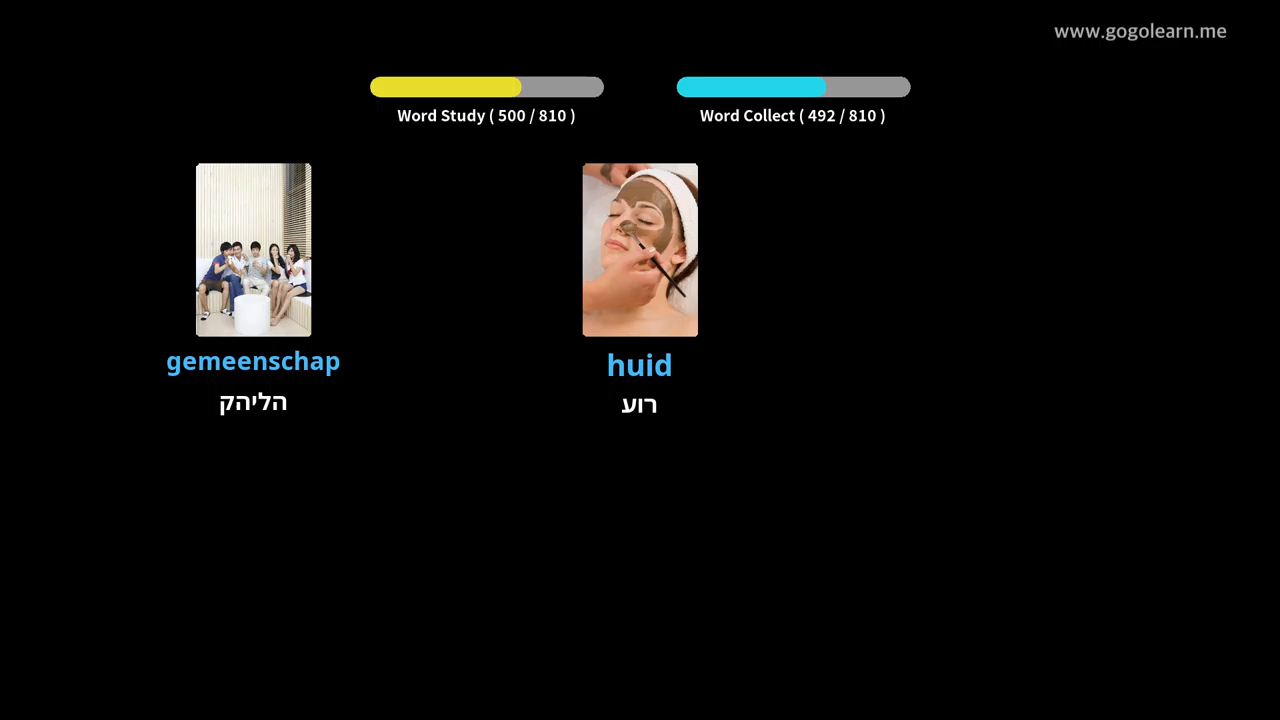 www.gogolearn.me
Word Study ( 500 / 810 )
Word Collect ( 492 / 810 )
gemeenschap
הליהק
huid
רוע